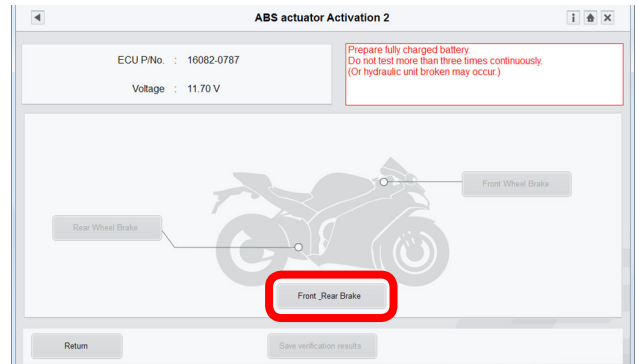 ABS actuator Activation 2
ECU P/No. : 16082-0787
Voltage : 11.70 V
Prepare fully charged battery.
Do not test more than three times continuously.
(Or hydraulic unit broken may occur.)
Front Wheel Brake
Rear Wheel Brake
Front _Rear Brake
Return
Save verification results